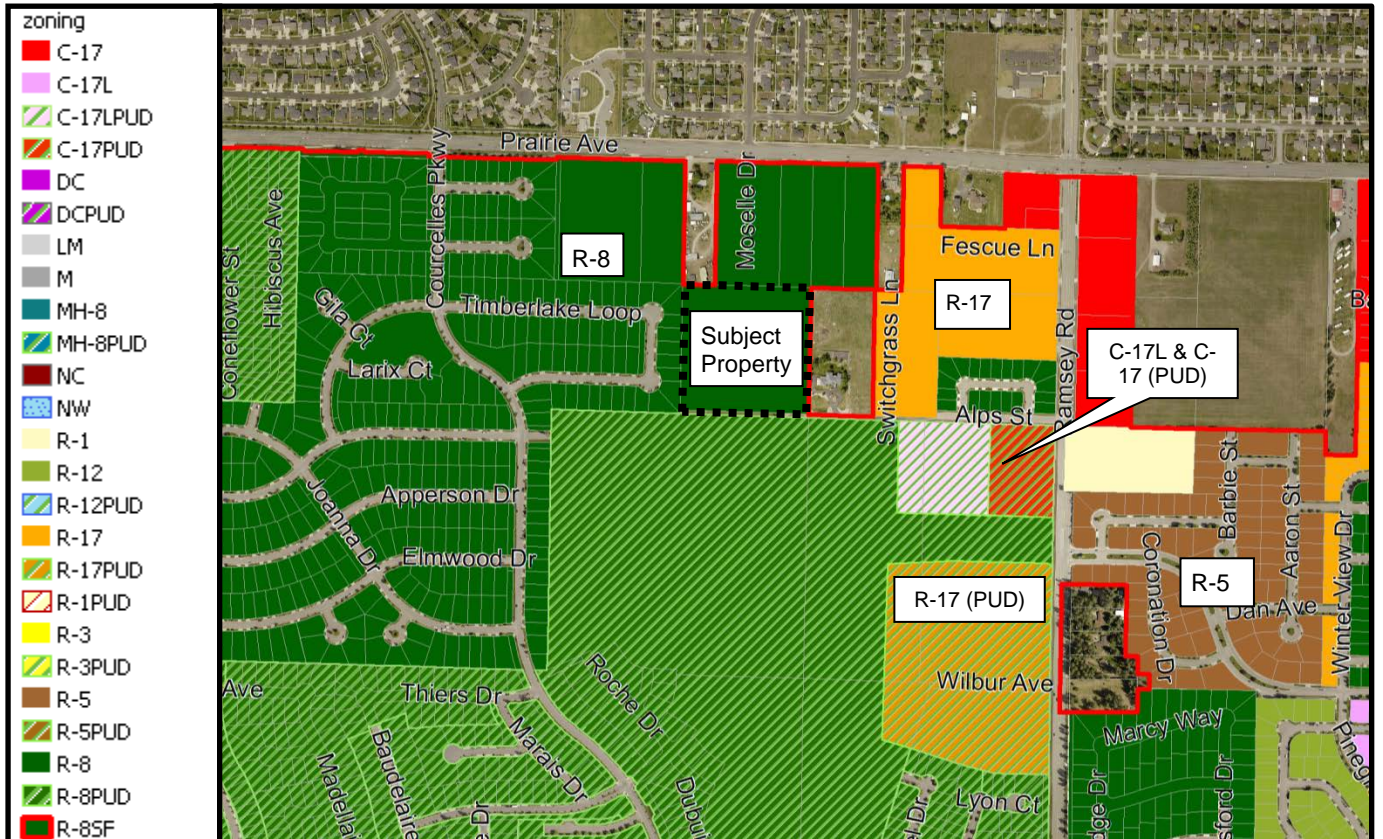 zoning
C-17
C-17L
C-17LPUD
C-17PUD
DC
DCPUD
LM
M
MH-8
MH-8PUD
NC
NW
R-1
R-12
R-12PUD
R-17
R-17PUD
R-1PUD
R-3
R-3PUD
R-5
R-5PUD
R-8
R-8PUD
R-8SF
Prairie Ave
Courcelles Pkwy
Moselle Dr
Hibiscus Ave
Coneflower St
R-8
Fescue Ln
R-17
Gila Ct
Timberlake Loop
Subject
Property
Switchgrass Ln
Ramsey Rd
C-17L & C-
17 (PUD)
Larix Ct
Alps St
Joanna Dr
Apperson Dr
Elmwood Dr
Barbie St
Aaron St
Coronation Dr
R-5
Dan Ave
Winter View Dr
R-17 (PUD)
Wilbur Ave
Ave
Thiers Dr
Roche Dr
Marais Dr
Marcy Way
Lyon Ct